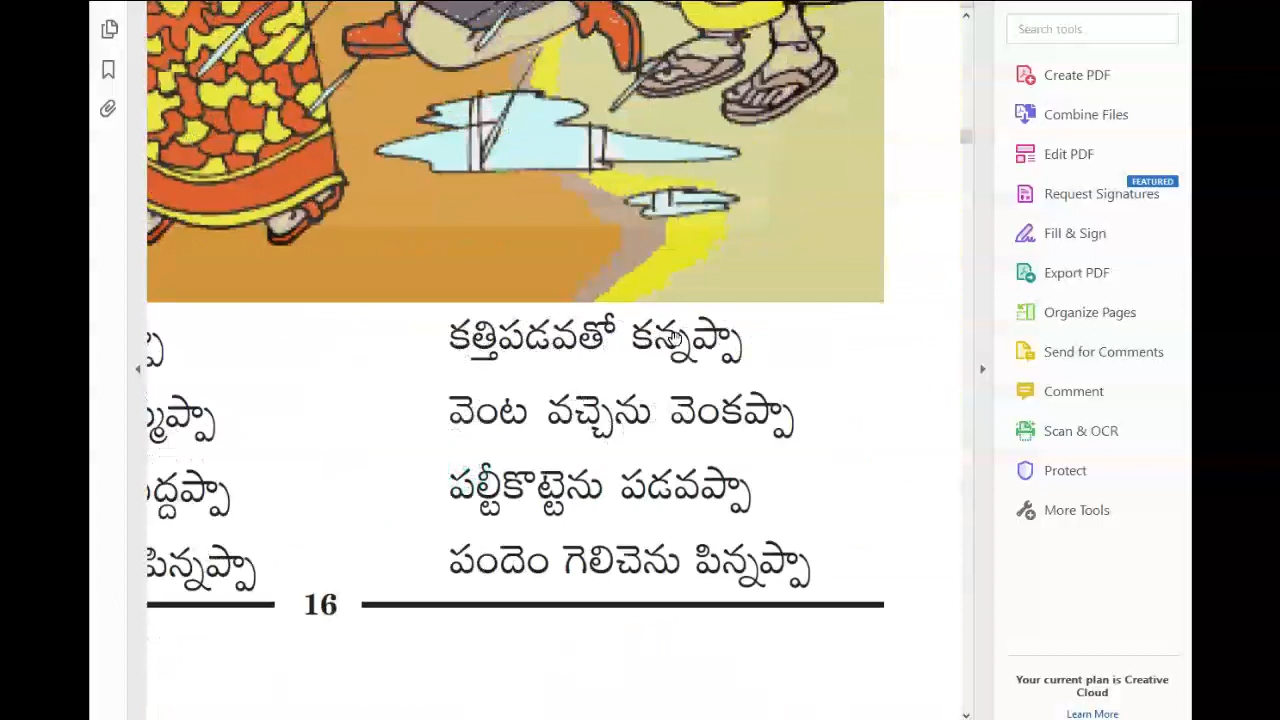 కత్తిపడవతో కన్నప్పా
వెంట వచ్చెను వెంకప్పా
పల్టీకొట్టెను పడవప్పా
పందెం గెలిచెను పిన్నప్పా
పిన్నప్పా
16
Search tools
Create PDF
Combine Files
Edit PDF
FEATURED
Request Signatures
Fill & Sign
Export PDF
Organize Pages
Send for Comments
Comment
Scan & OCR
Protect
More Tools
Your current plan is Creative
Cloud
Learn More